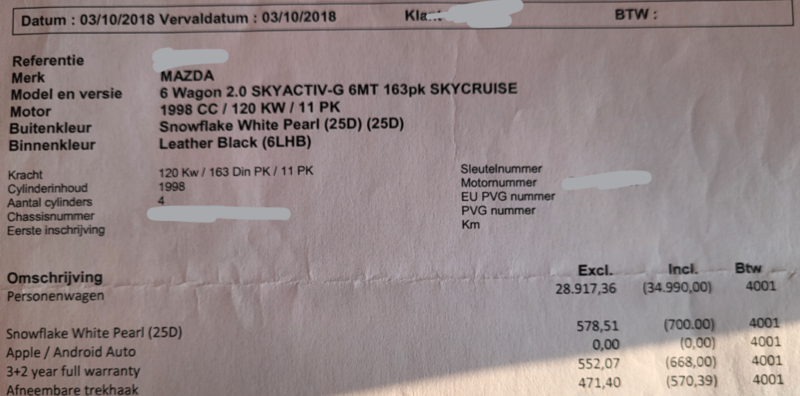 Datum : 03/10/2018 Vervaldatum : 03/10/2018 BTW :
Referentie
Merk MAZDA
Model en versie 6 Wagon 2.0 SKYACTIV-G 6MT 163pk SKYCRUISE
Motor 1998 CC / 120 KW / 11 PK
Buitenkleur Snowflake White Pearl (25D) (25D)
Binnenkleur Leather Black (6LHB)
Kracht 120 Kw / 163 Din PK / 11 PK Sleutelnummer
Cylinderinhoud 1998 Motornummer
Aantal cylinders 4 EU PVG nummer
Chassisnummer PVG nummer
Eerste inschrijving Km
Omschrijving Excl. Incl. Btw
Personenwagen 28.917,36 (34.990,00) 4001
Snowflake White Pearl (25D) 578,51 (700.00) 4001
Apple / Android Auto 0,00 (0,00) 4001
3+2 year full warranty 552,07 (668,00) 4001
Afneembare trekhaak 471,40 (570,39) 4001